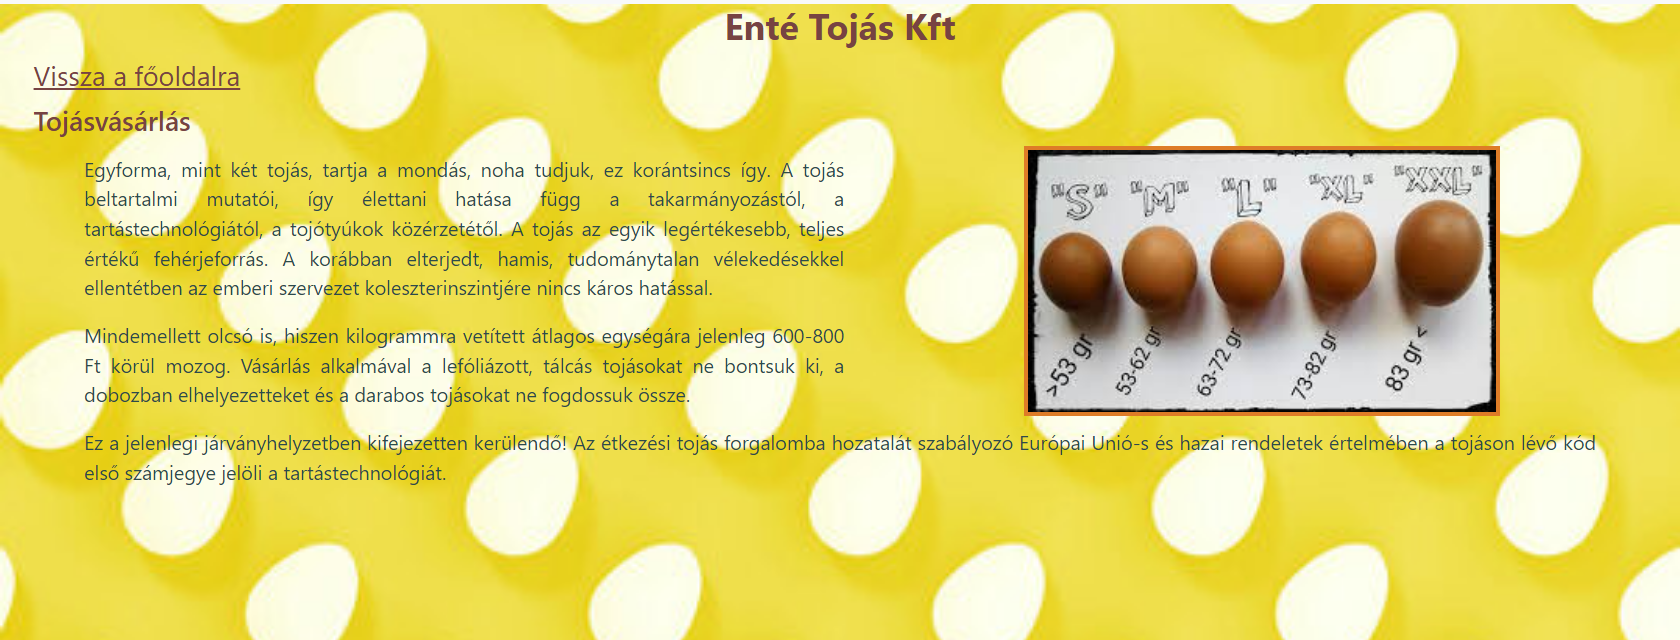 Enté Tojás Kft
Vissza a főoldalra
Tojásvásárlás
Egyforma, mint két tojás, tartja a mondás, noha tudjuk, ez korántsincs így. A tojás
beltartalmi mutatói, így élettani hatása függ a takarmányozástól, a
tartástechnológiától, a tojótyúkok közérzetétől. A tojás az egyik legértékesebb, teljes
értékű fehérjeforrás. A korábban elterjedt, hamis, tudománytalan vélekedésekkel
ellentétben az emberi szervezet koleszterinszintjére nincs káros hatással.
Mindemellett olcsó is, hiszen kilogrammra vetített átlagos egységára jelenleg 600-800
Ft körül mozog. Vásárlás alkalmával a lefóliázott, tálcás tojásokat ne bontsuk ki, a
dobozban elhelyezetteket és a darabos tojásokat ne fogdossuk össze.
"S" "M" "L" "XL" "XXL"
>53 gr 53-62 gr 63-72 gr 73-82 gr 83 gr <
Ez a jelenlegi járványhelyzetben kifejezetten kerülendő! Az étkezési tojás forgalomba hozatalát szabályozó Európai Unió-s és hazai rendeletek értelmében a tojáson lévő kód
első számjegye jelöli a tartástechnológiát.